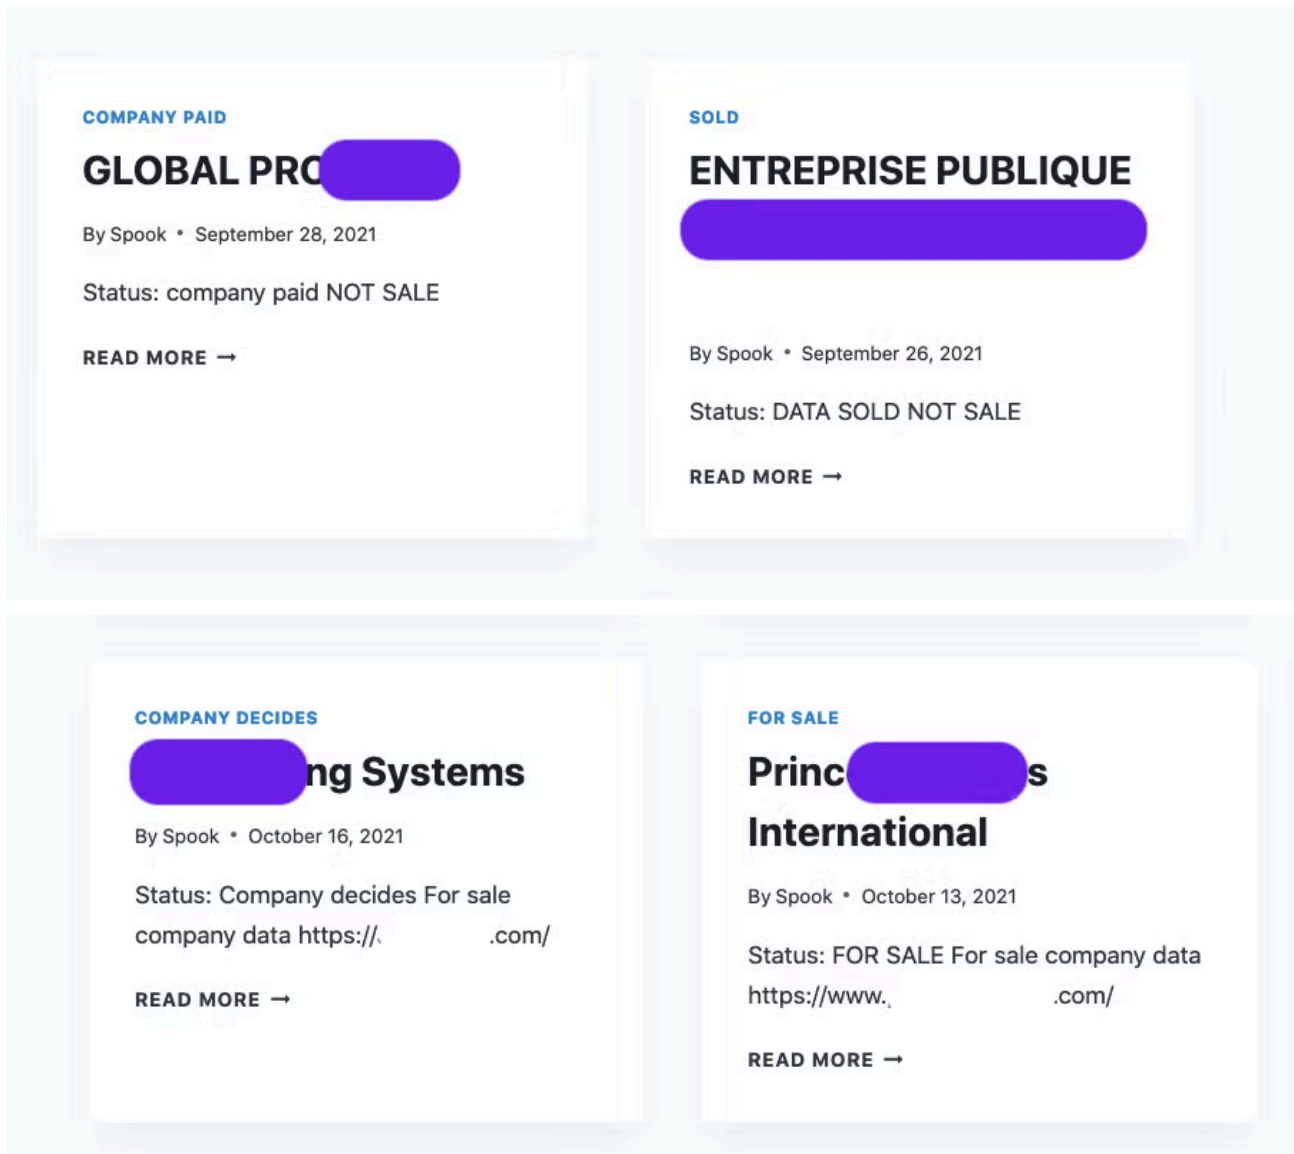 COMPANY PAID
GLOBAL PRO
By Spook • September 28, 2021
Status: company paid NOT SALE
READ MORE →
SOLD
ENTREPRISE PUBLIQUE
By Spook • September 26, 2021
Status: DATA SOLD NOT SALE
READ MORE →
COMPANY DECIDES
ng Systems
By Spook • October 16, 2021
Status: Company decides For sale
company data https:// .com/
READ MORE →
FOR SALE
Princ s
International
By Spook • October 13, 2021
Status: FOR SALE For sale company data
https://www. .com/
READ MORE →